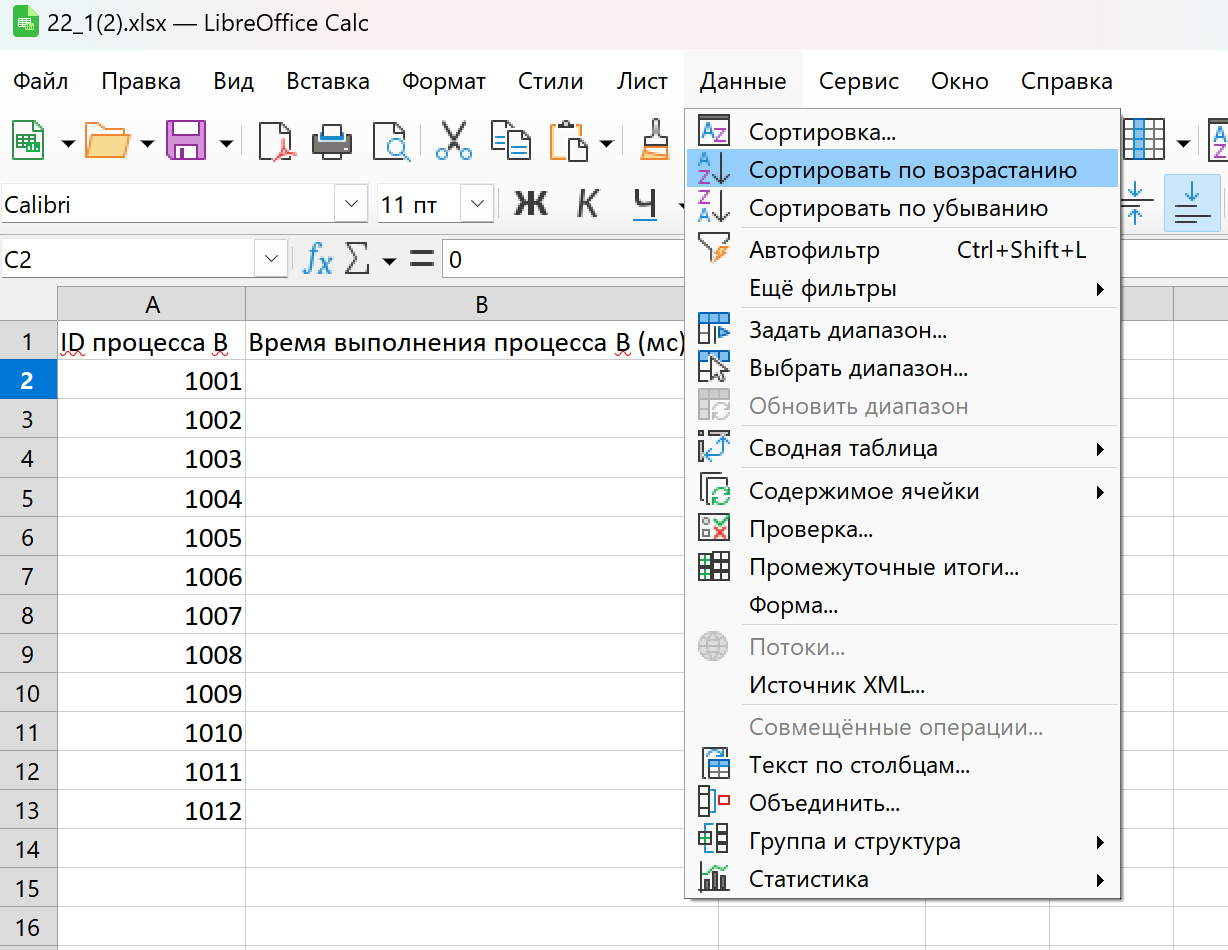 22_1(2).xlsx — LibreOffice Calc
Файл Правка Вид Вставка Формат Стили Лист Данные Сервис Окно Справка
Calibri 11 пт Ж К Ч
C2 fx Σ = 0
A B
1 ID процесса B Время выполнения процесса B (мс)
2 1001
3 1002
4 1003
5 1004
6 1005
7 1006
8 1007
9 1008
10 1009
11 1010
12 1011
13 1012
14
15
16
Сортировка...
Сортировать по возрастанию
Сортировать по убыванию
Автофильтр Ctrl+Shift+L
Ещё фильтры
Задать диапазон...
Выбрать диапазон...
Обновить диапазон
Сводная таблица
Содержимое ячейки
Проверка...
Промежуточные итоги...
Форма...
Потоки...
Источник XML...
Совмещённые операции...
Текст по столбцам...
Объединить...
Группа и структура
Статистика